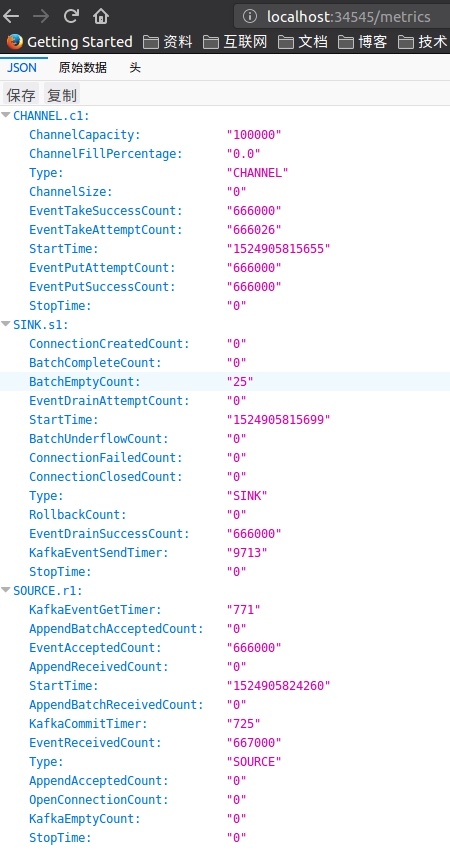 localhost:34545/metrics
Getting Started 资料 互联网 文档 博客 技术
JSON 原始数据 头
保存 复制
CHANNEL.c1:
ChannelCapacity: "100000"
ChannelFillPercentage: "0.0"
Type: "CHANNEL"
ChannelSize: "0"
EventTakeSuccessCount: "666000"
EventTakeAttemptCount: "666026"
StartTime: "1524905815655"
EventPutAttemptCount: "666000"
EventPutSuccessCount: "666000"
StopTime: "0"
SINK.s1:
ConnectionCreatedCount: "0"
BatchCompleteCount: "0"
BatchEmptyCount: "25"
EventDrainAttemptCount: "0"
StartTime: "1524905815699"
BatchUnderflowCount: "0"
ConnectionFailedCount: "0"
ConnectionClosedCount: "0"
Type: "SINK"
RollbackCount: "0"
EventDrainSuccessCount: "666000"
KafkaEventSendTimer: "9713"
StopTime: "0"
SOURCE.r1:
KafkaEventGetTimer: "771"
AppendBatchAcceptedCount: "0"
EventAcceptedCount: "666000"
AppendReceivedCount: "0"
StartTime: "1524905824260"
AppendBatchReceivedCount: "0"
KafkaCommitTimer: "725"
EventReceivedCount: "667000"
Type: "SOURCE"
AppendAcceptedCount: "0"
OpenConnectionCount: "0"
KafkaEmptyCount: "0"
StopTime: "0"